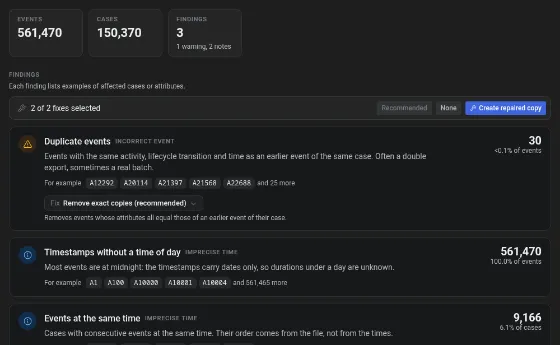 EVENTS
561,470
CASES
150,370
FINDINGS
3
1 warning, 2 notes
FINDINGS
Each finding lists examples of affected cases or attributes.
2 of 2 fixes selected
Recommended
None
Create repaired copy
Duplicate events INCORRECT EVENT
30
<0.1% of events
Events with the same activity, lifecycle transition and time as an earlier event of the same case. Often a double
export, sometimes a real batch.
For example A12292 A20114 A21397 A21568 A22688 and 25 more
Fix Remove exact copies (recommended)
Removes events whose attributes all equal those of an earlier event of their case.
Timestamps without a time of day IMPRECISE TIME
561,470
100.0% of events
Most events are at midnight: the timestamps carry dates only, so durations under a day are unknown.
For example A1 A100 A10000 A10001 A10004 and 561,465 more
Events at the same time IMPRECISE TIME
9,166
6.1% of cases
Cases with consecutive events at the same time. Their order comes from the file, not from the times.